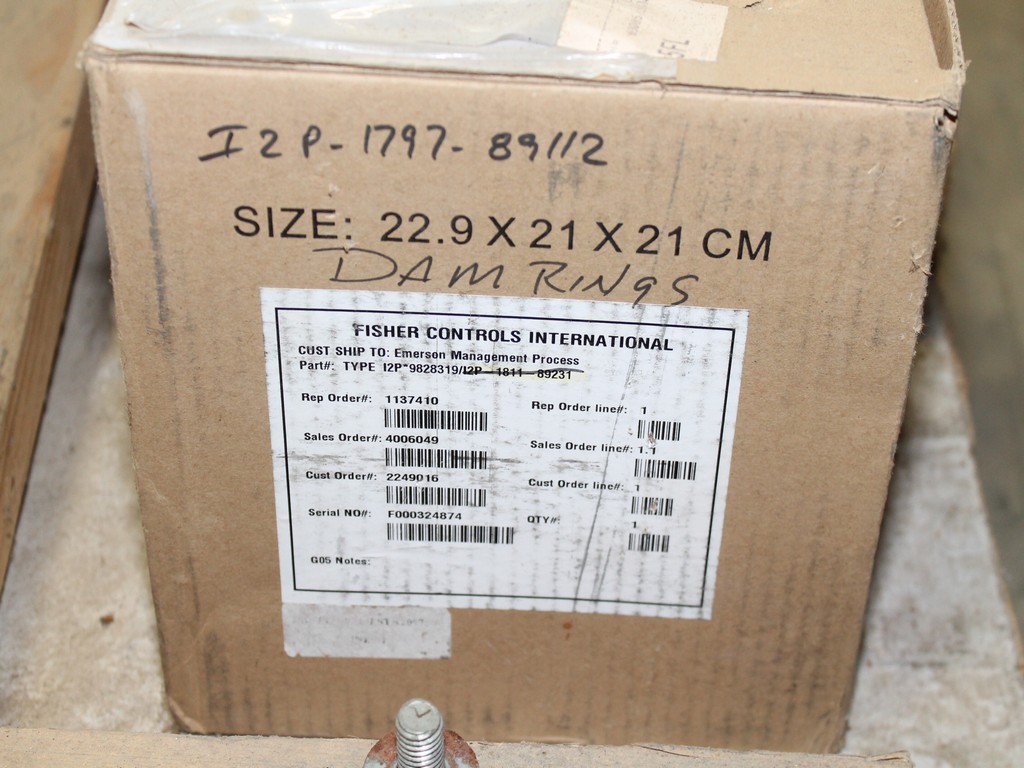 I2P-1797-89112
SIZE: 22.9 X 21 X 21 CM
DAM RINGS
FISHER CONTROLS INTERNATIONAL
CUST SHIP TO: Emerson Management Process
Part#: TYPE I2P*9828319/I2P-1811-89231
Rep Order#: 1137410
Rep Order line#: 1
Sales Order#: 4006049
Sales Order line#: 1.1
Cust Order#: 2249016
Cust Order line#: 1
Serial NO#: F000324874
QTY#: 1
G05 Notes: